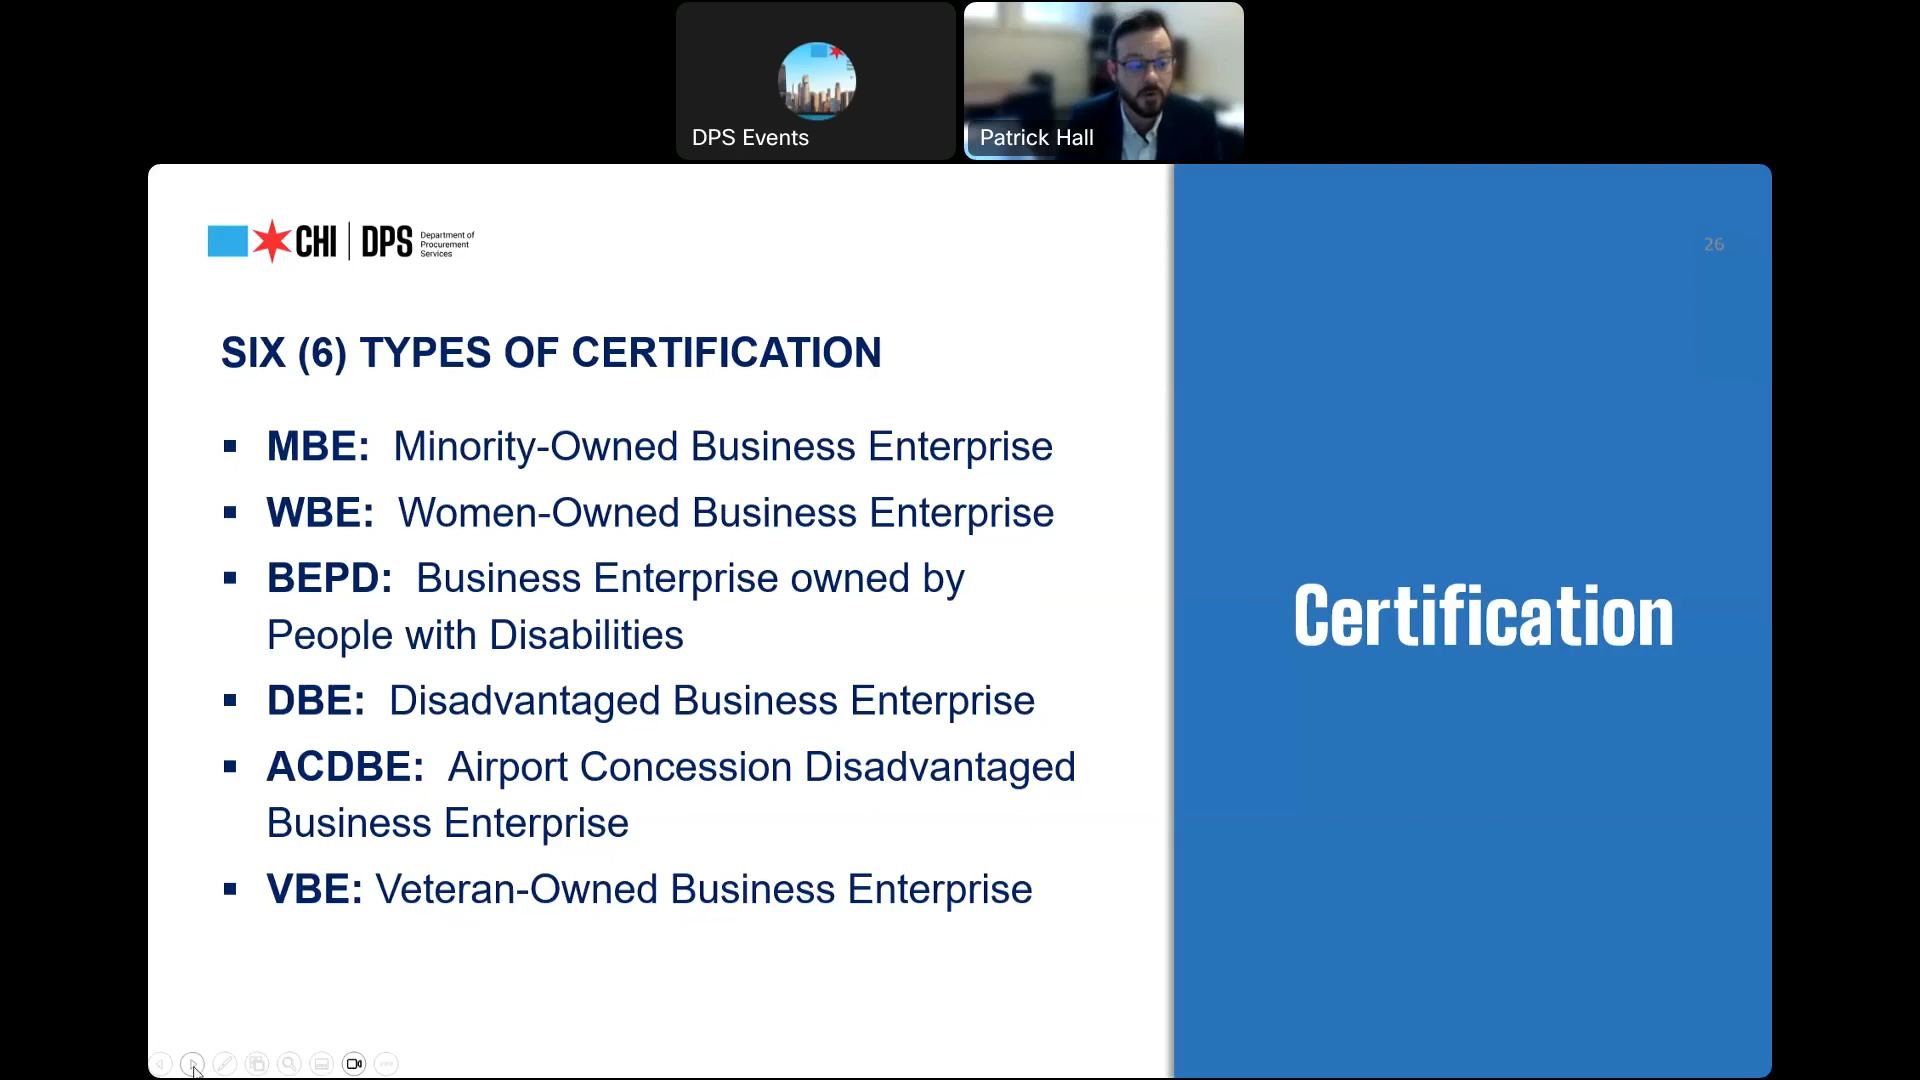 DPS Events
Patrick Hall
CHI DPS Department of
Procurement
Services
26
SIX (6) TYPES OF CERTIFICATION
▪ MBE: Minority-Owned Business Enterprise
▪ WBE: Women-Owned Business Enterprise
▪ BEPD: Business Enterprise owned by
People with Disabilities
▪ DBE: Disadvantaged Business Enterprise
▪ ACDBE: Airport Concession Disadvantaged
Business Enterprise
▪ VBE: Veteran-Owned Business Enterprise
Certification